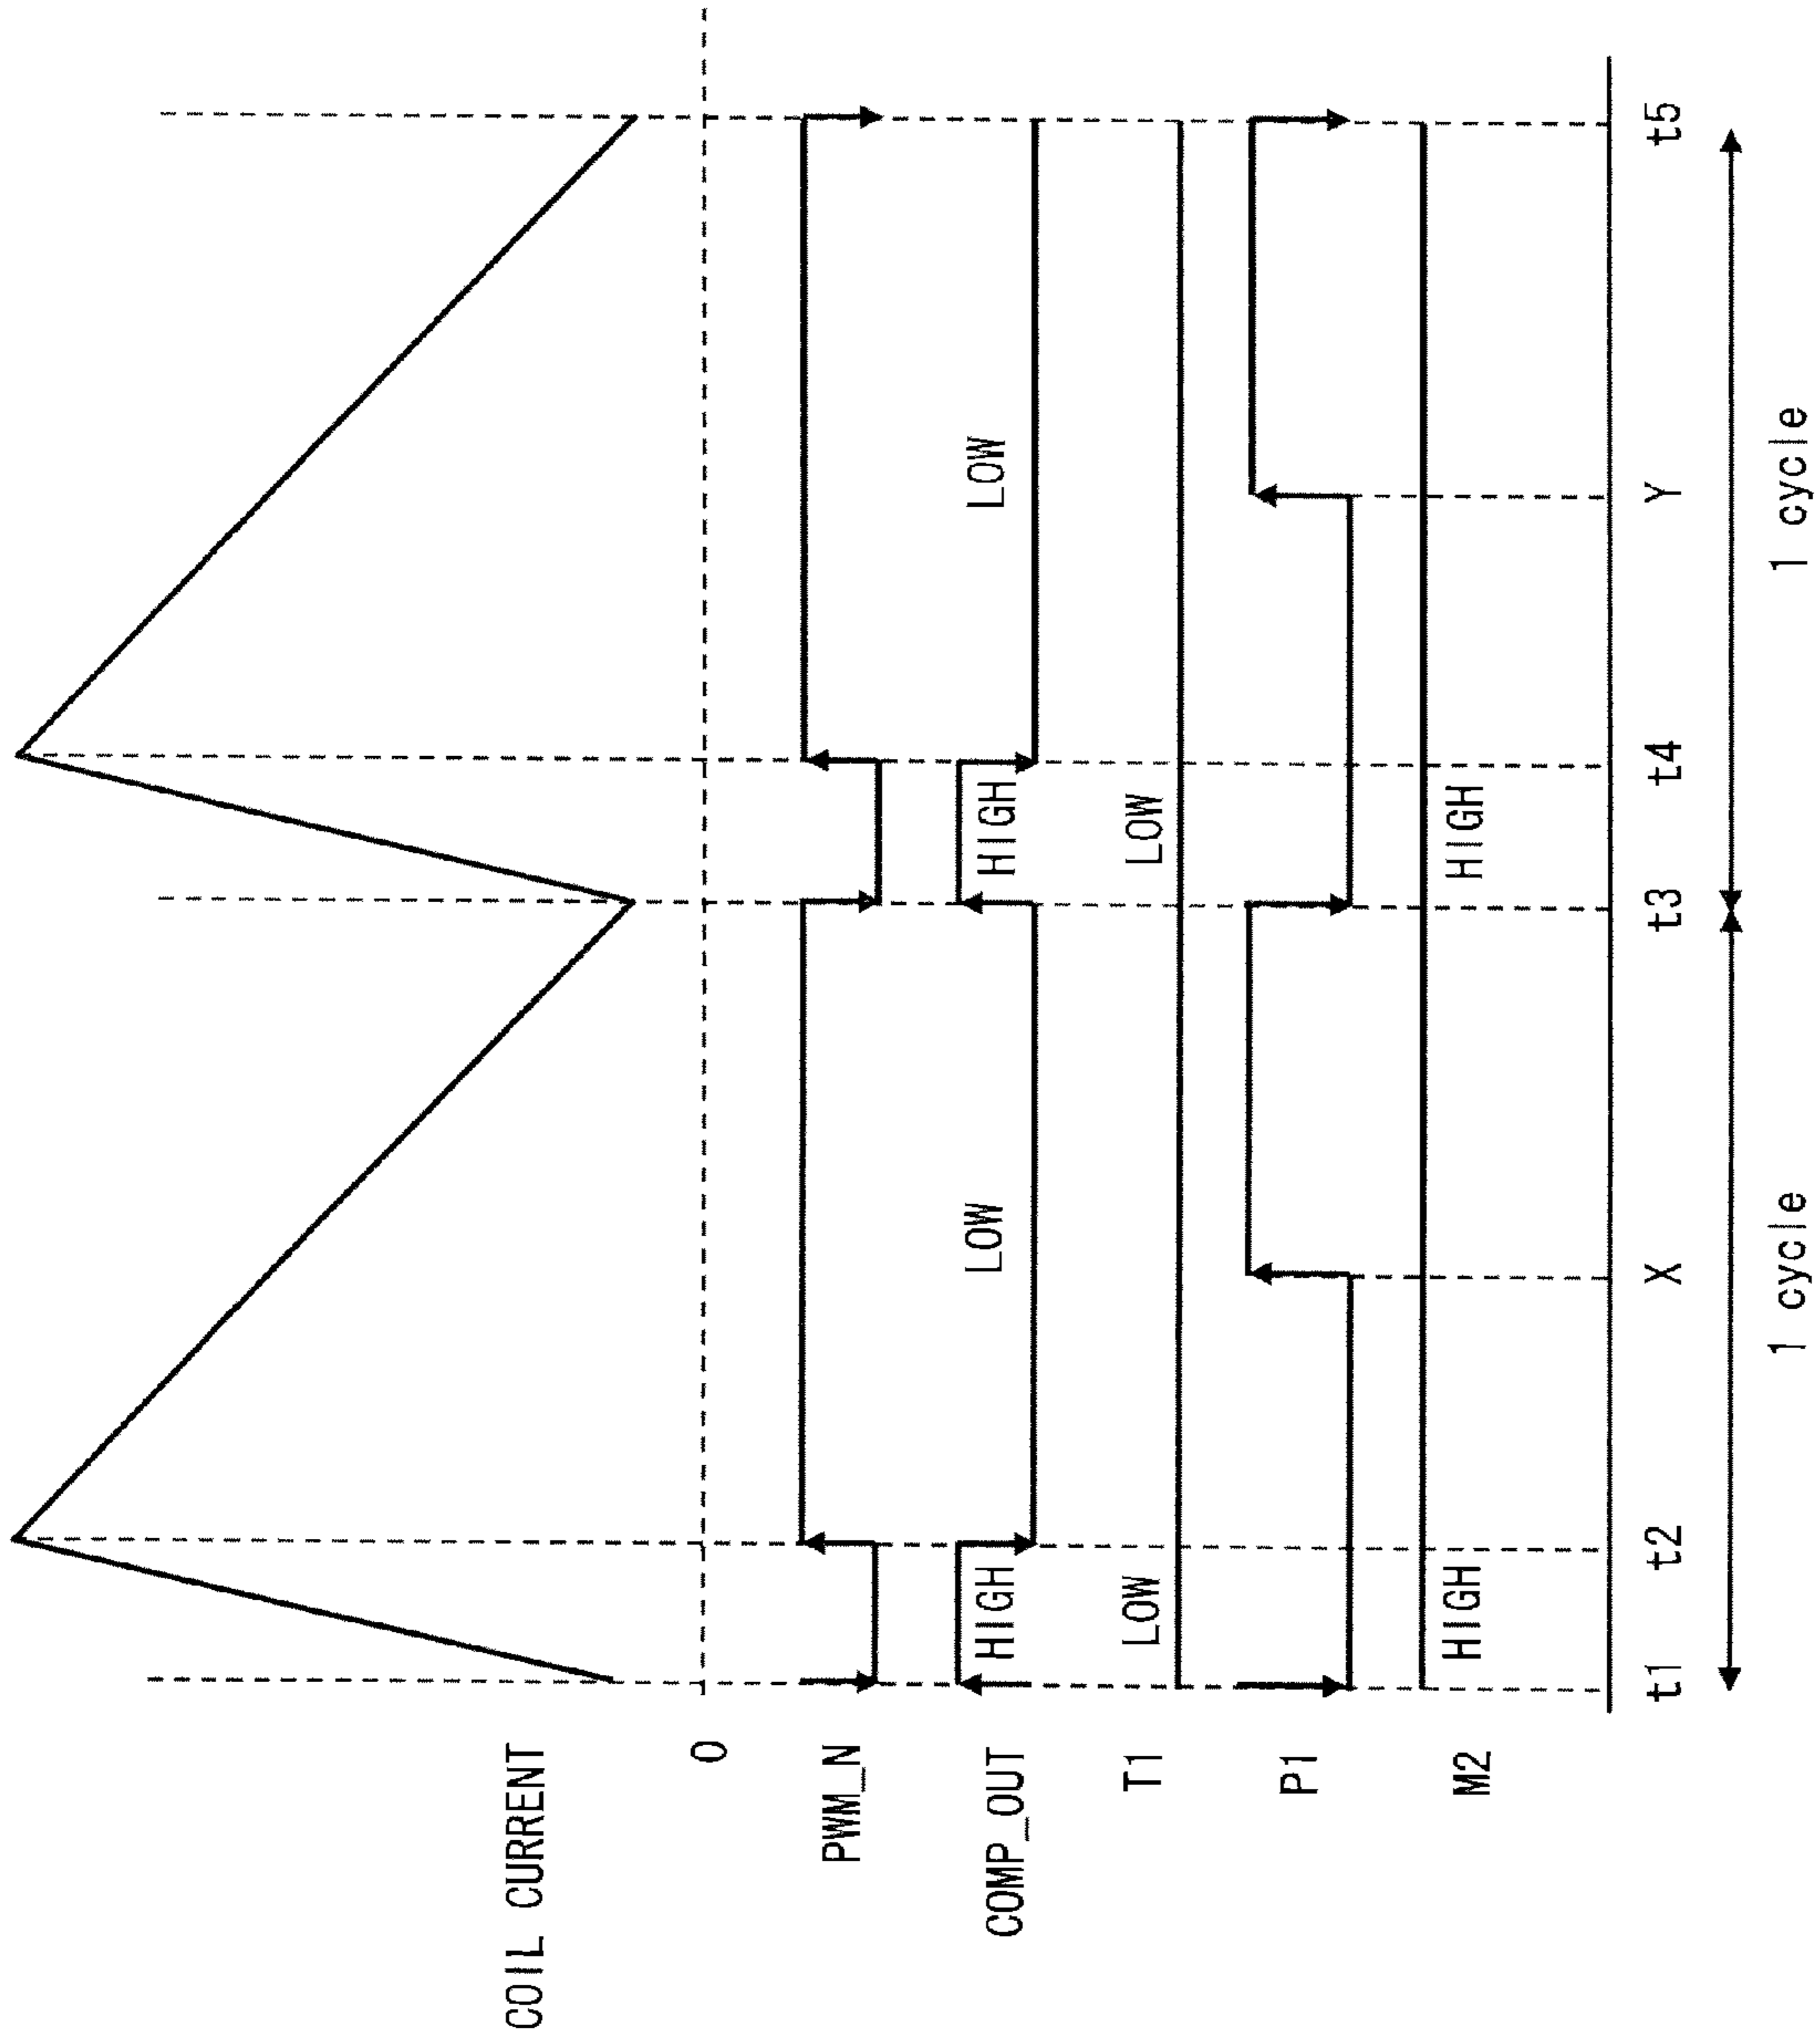 COIL CURRENT
0
PWM_N
COMP_OUT
HIGH
LOW
HIGH
LOW
T1
LOW
LOW
P1
M2
HIGH
HIGH
t1
t2
X
t3
t4
Y
t5
1 cycle
1 cycle